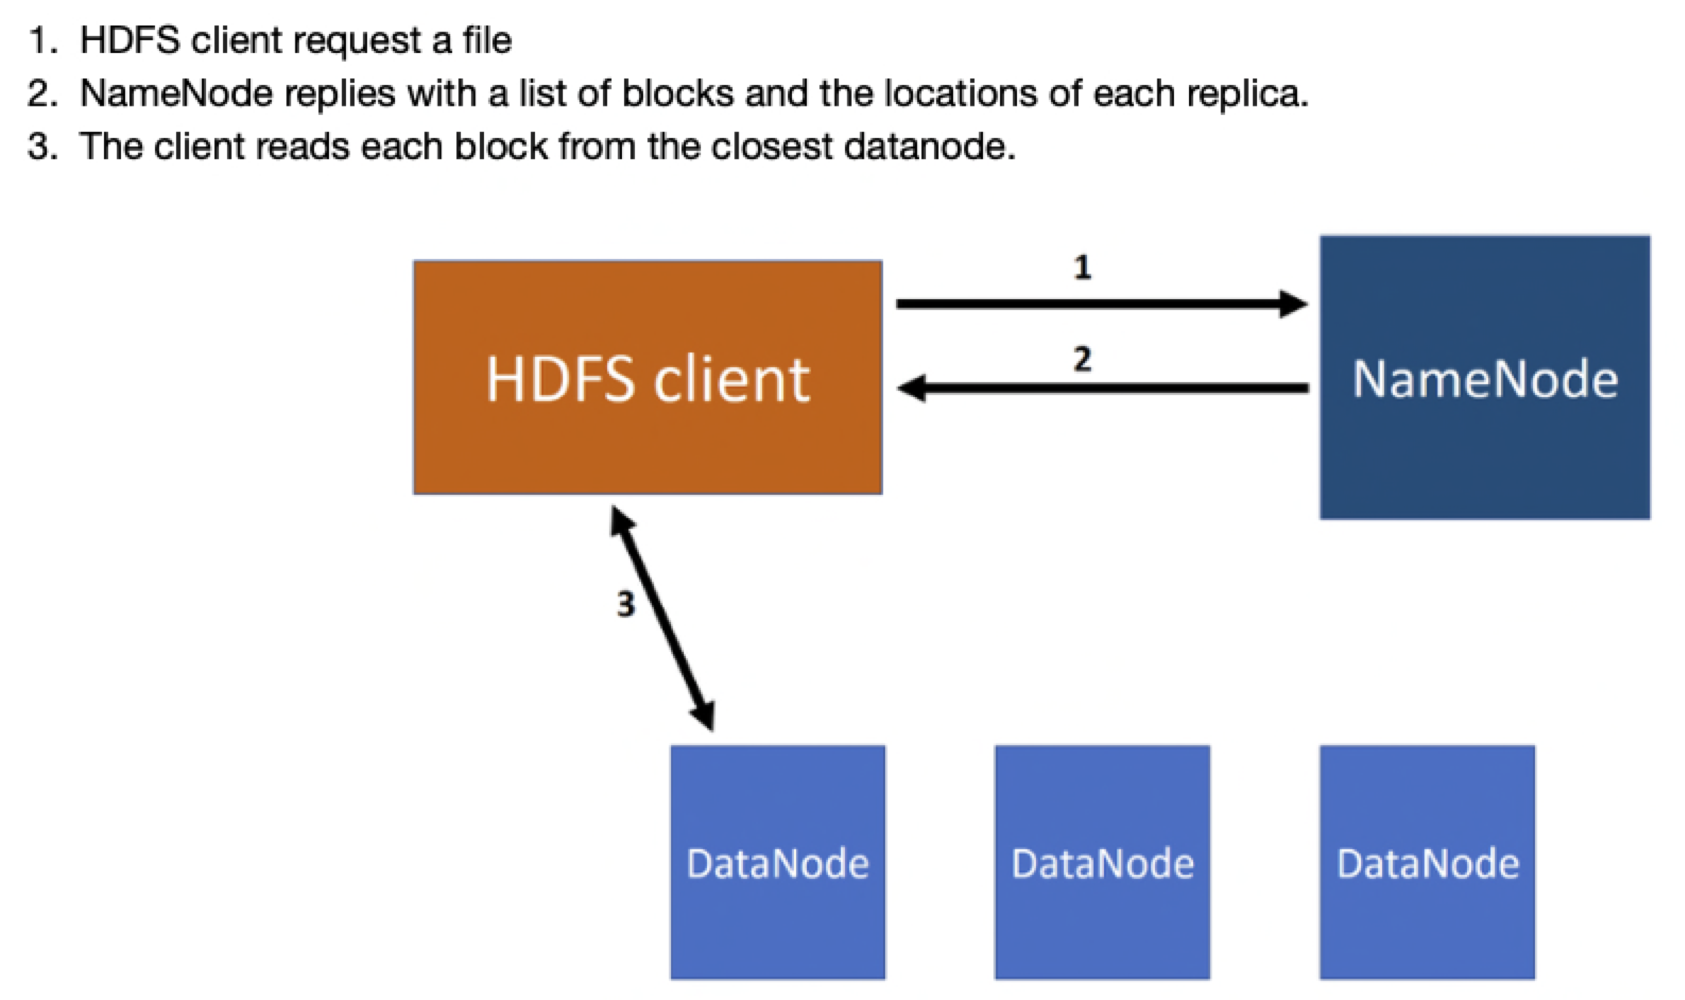 1. HDFS client request a file
2. NameNode replies with a list of blocks and the locations of each replica.
3. The client reads each block from the closest datanode.
1
HDFS client
2
NameNode
3
DataNode
DataNode
DataNode